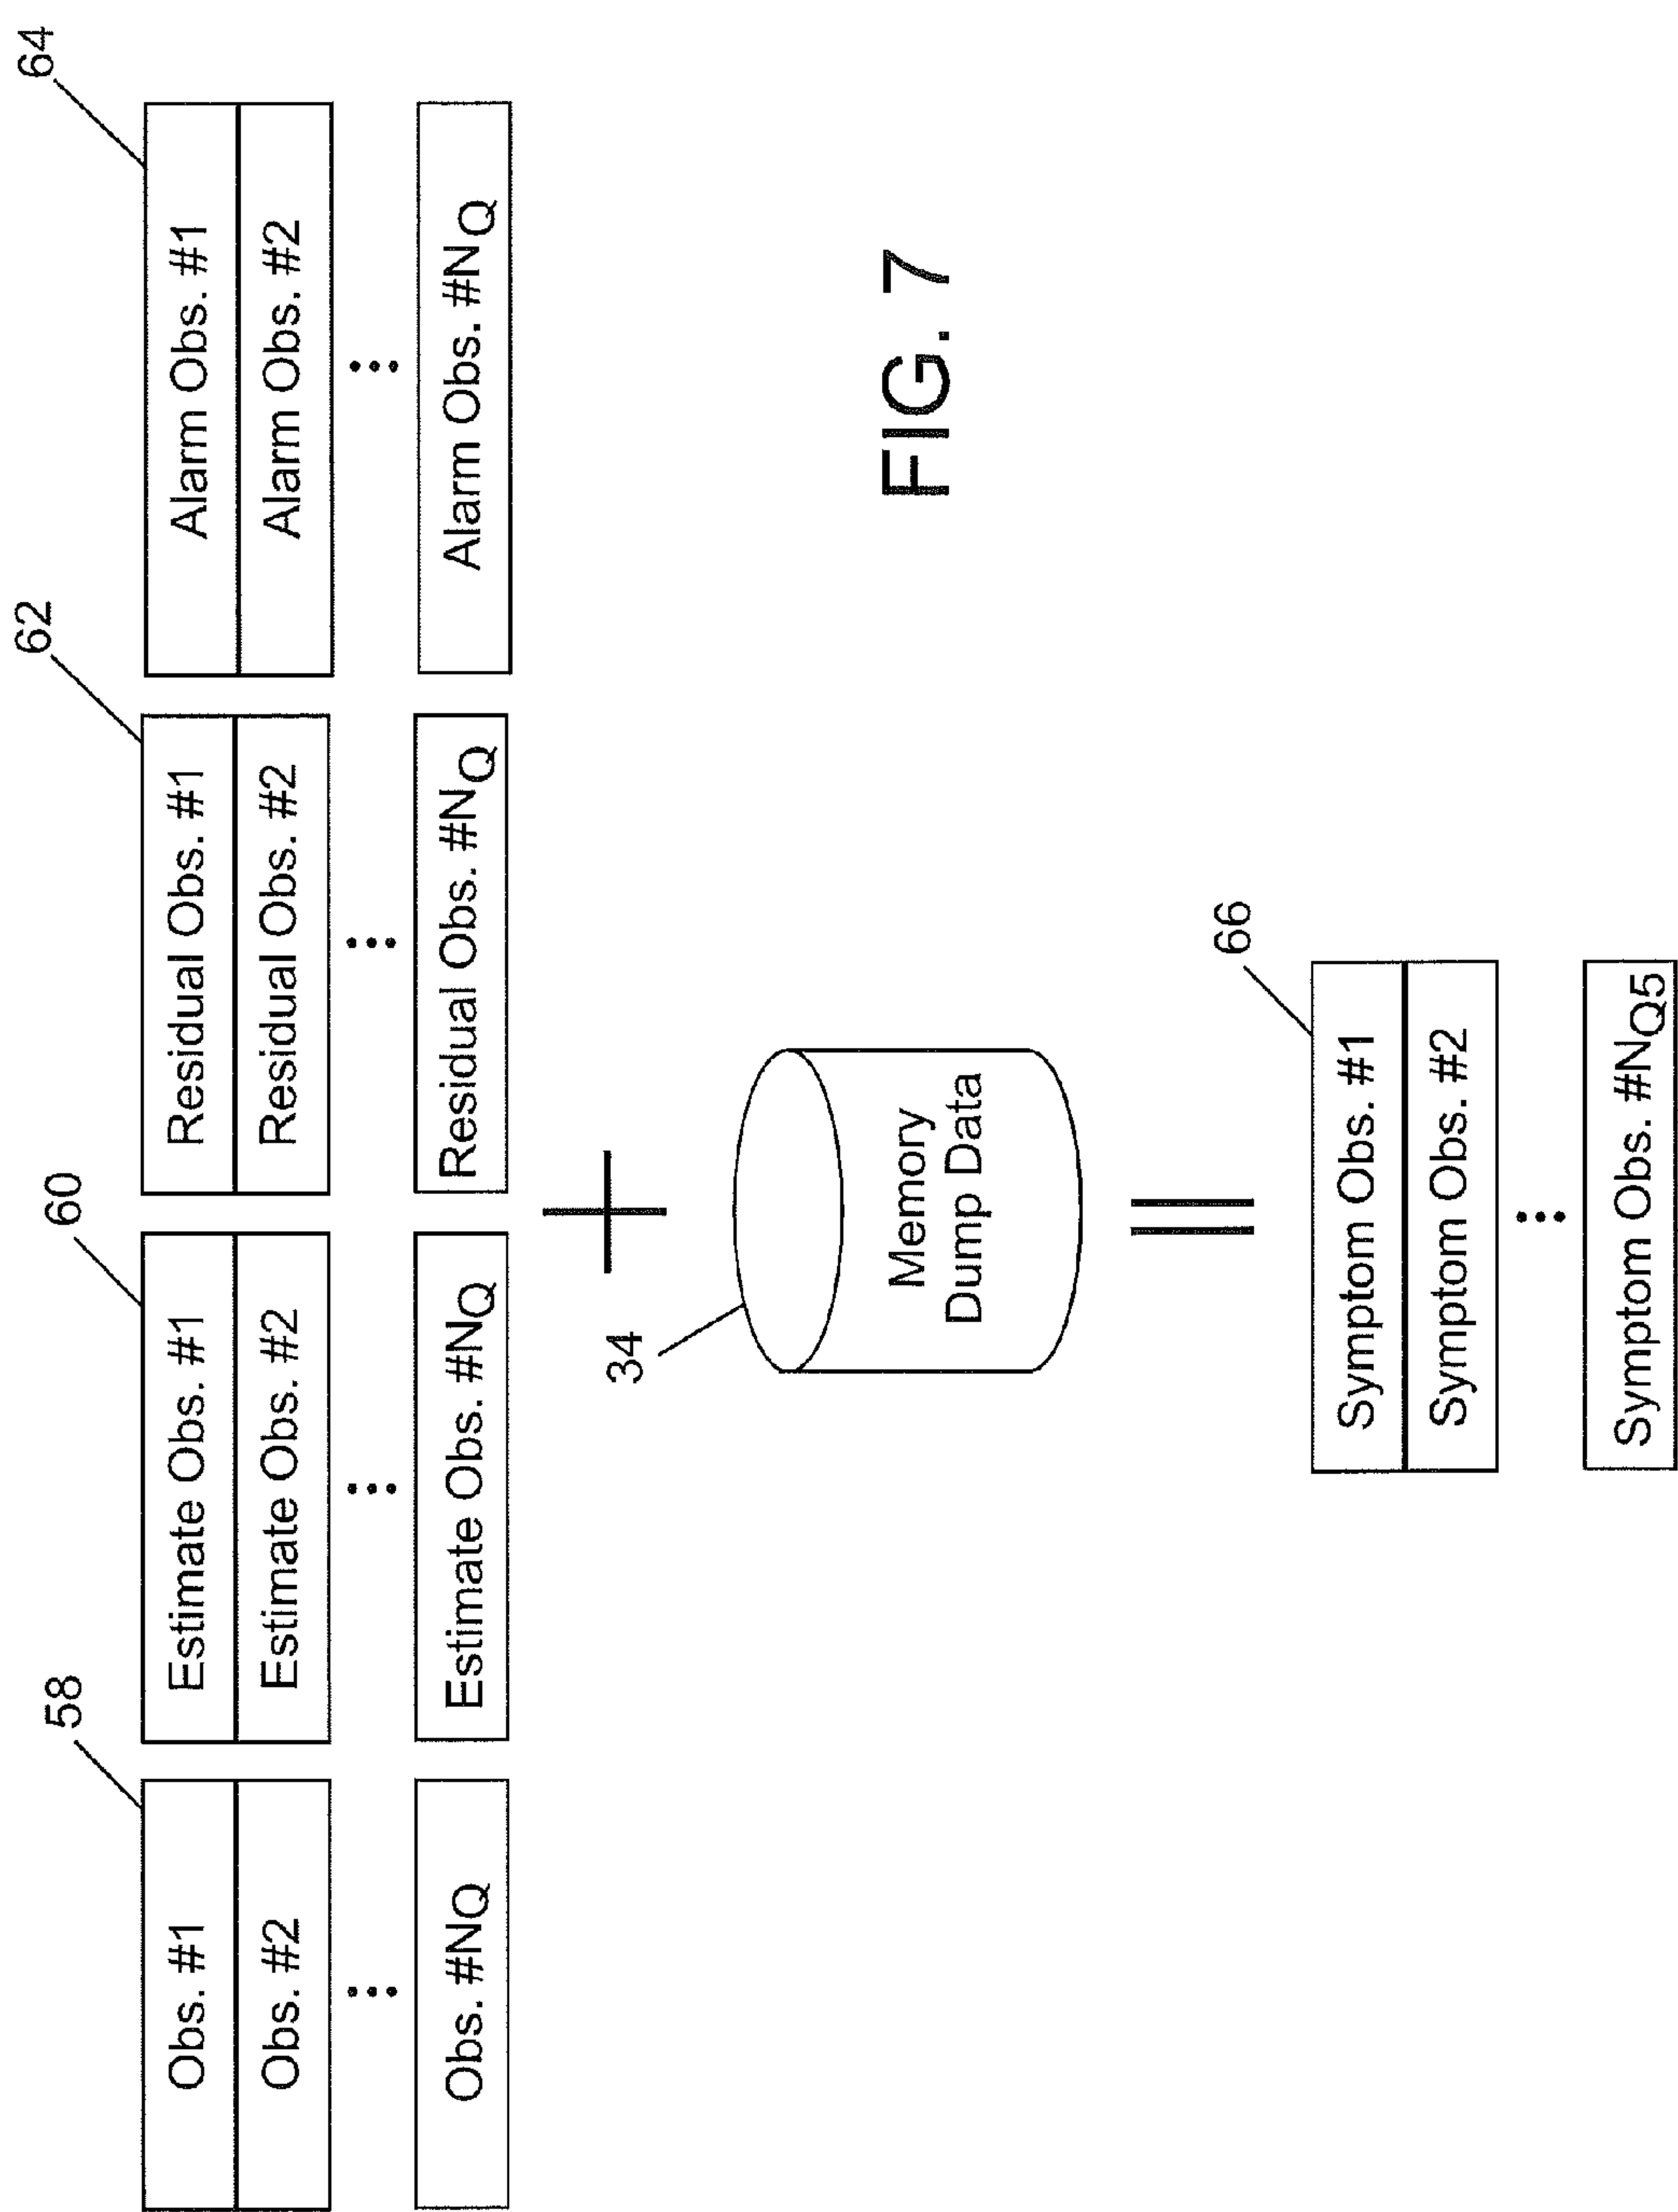 58
Obs. #1
Obs. #2
...
Obs. #NQ
60
Estimate Obs. #1
Estimate Obs. #2
...
Estimate Obs. #NQ
62
Residual Obs. #1
Residual Obs. #2
...
Residual Obs. #NQ
64
Alarm Obs. #1
Alarm Obs. #2
...
Alarm Obs. #NQ
+
34
Memory
Dump Data
=
66
Symptom Obs. #1
Symptom Obs. #2
...
Symptom Obs. #NQ5
FIG. 7